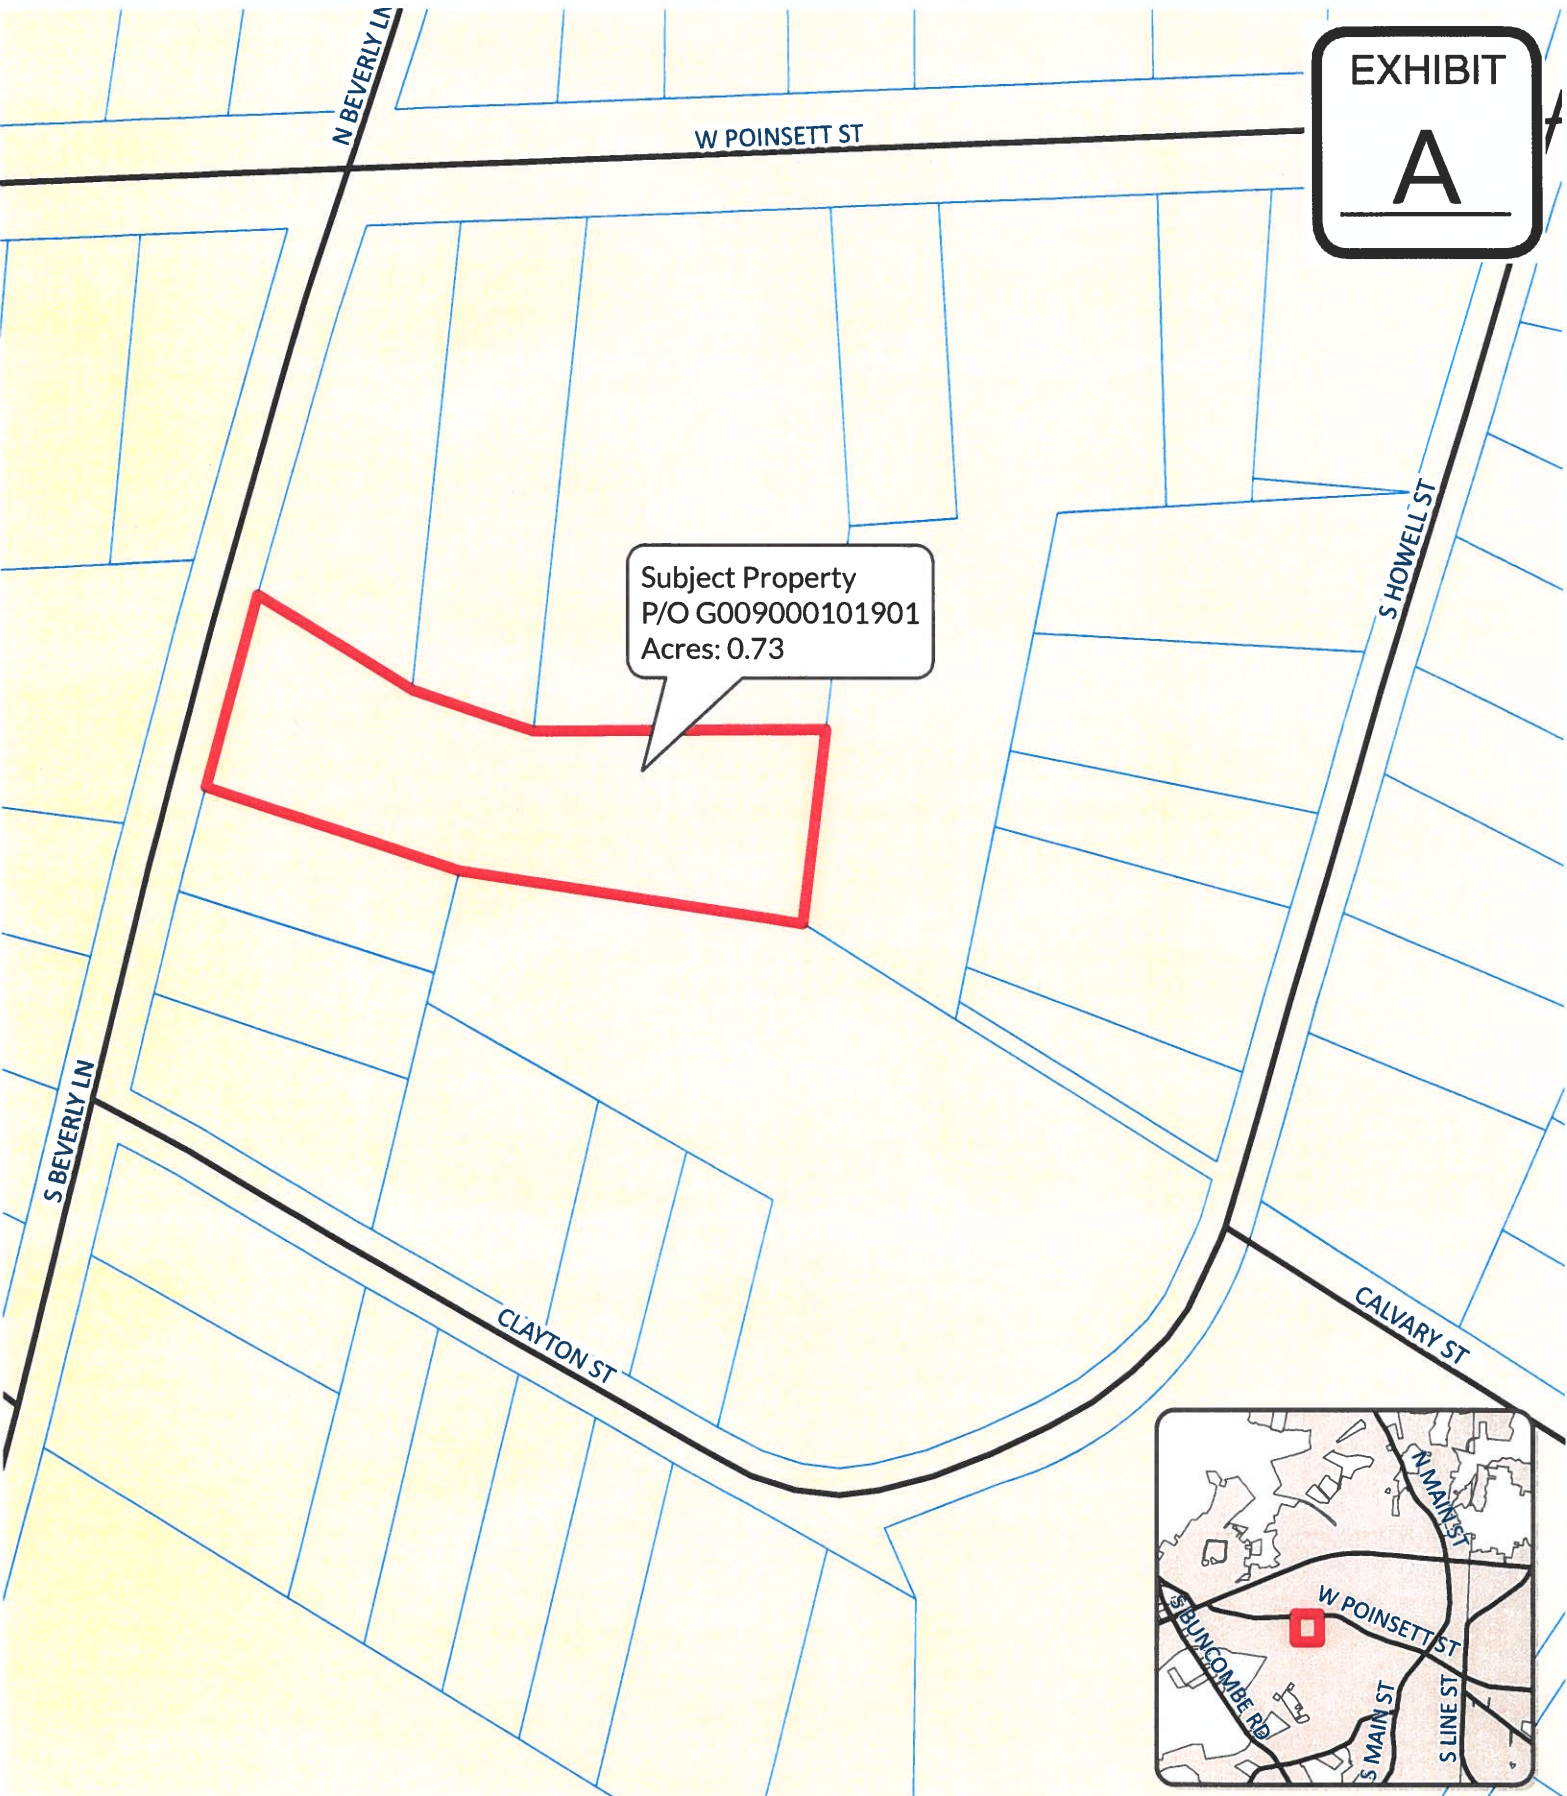 N BEVERLY LN
EXHIBIT
A
W POINSETT ST
S HOWELL ST
Subject Property
P/O G009000101901
Acres: 0.73
S BEVERLY LN
CLAYTON ST
CALVARY ST
N MAIN ST
W POINSETT ST
S BUNCOMBE RD
S MAIN ST
S LINE ST